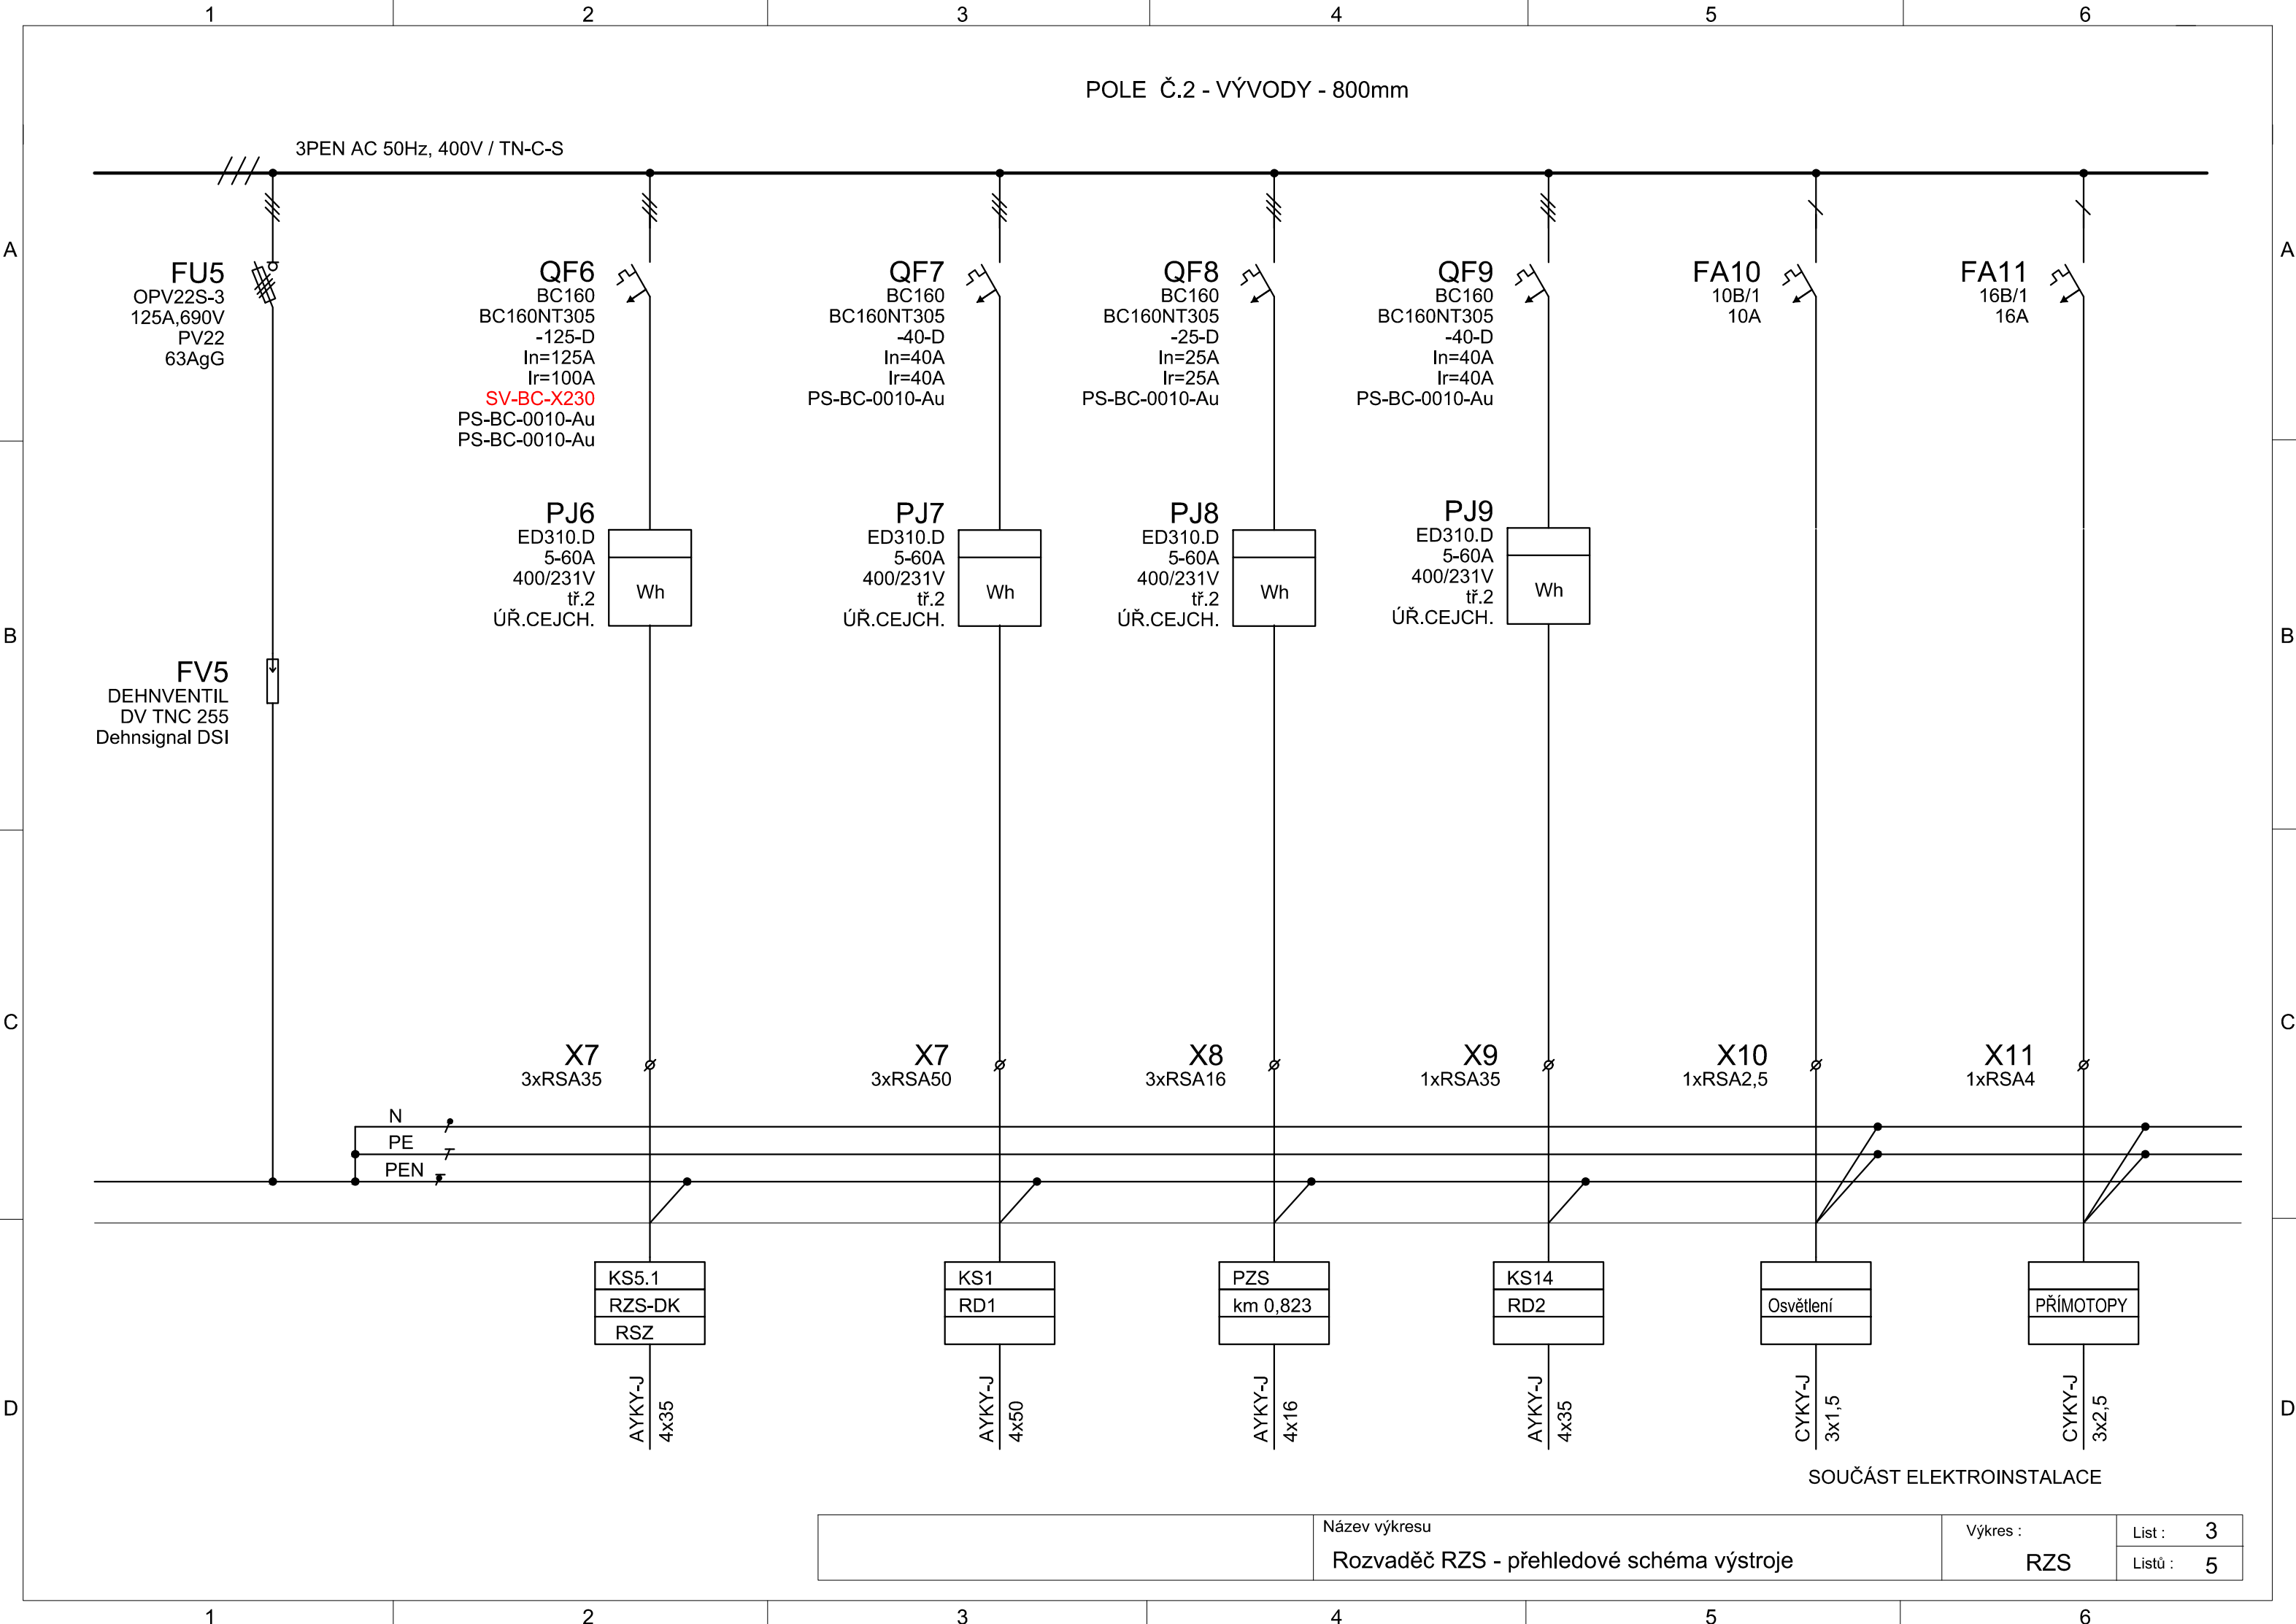 1 2 3 4 5 6
POLE Č.2 - VÝVODY - 800mm
3PEN AC 50Hz, 400V / TN-C-S
A A
FU5
OPV22S-3
125A,690V
PV22
63AgG
QF6
BC160
BC160NT305
-125-D
In=125A
Ir=100A
SV-BC-X230
PS-BC-0010-Au
PS-BC-0010-Au
QF7
BC160
BC160NT305
-40-D
In=40A
Ir=40A
PS-BC-0010-Au
QF8
BC160
BC160NT305
-25-D
In=25A
Ir=25A
PS-BC-0010-Au
QF9
BC160
BC160NT305
-40-D
In=40A
Ir=40A
PS-BC-0010-Au
FA10
10B/1
10A
FA11
16B/1
16A
PJ6
ED310.D
5-60A
400/231V
tř.2
ÚŘ.CEJCH.
Wh
PJ7
ED310.D
5-60A
400/231V
tř.2
ÚŘ.CEJCH.
Wh
PJ8
ED310.D
5-60A
400/231V
tř.2
ÚŘ.CEJCH.
Wh
PJ9
ED310.D
5-60A
400/231V
tř.2
ÚŘ.CEJCH.
Wh
B B
FV5
DEHNVENTIL
DV TNC 255
Dehnsignal DSI
C C
X7
3xRSA35
X7
3xRSA50
X8
3xRSA16
X9
1xRSA35
X10
1xRSA2,5
X11
1xRSA4
N
PE
PEN
KS5.1
RZS-DK
RSZ
KS1
RD1
PZS
km 0,823
KS14
RD2
Osvětlení
PŘÍMOTOPY
D D
AYKY-J
4x35
AYKY-J
4x50
AYKY-J
4x16
AYKY-J
4x35
CYKY-J
3x1,5
CYKY-J
3x2,5
SOUČÁST ELEKTROINSTALACE
Název výkresu
Rozvaděč RZS - přehledové schéma výstroje
Výkres :
RZS
List : 3
Listů : 5
1 2 3 4 5 6